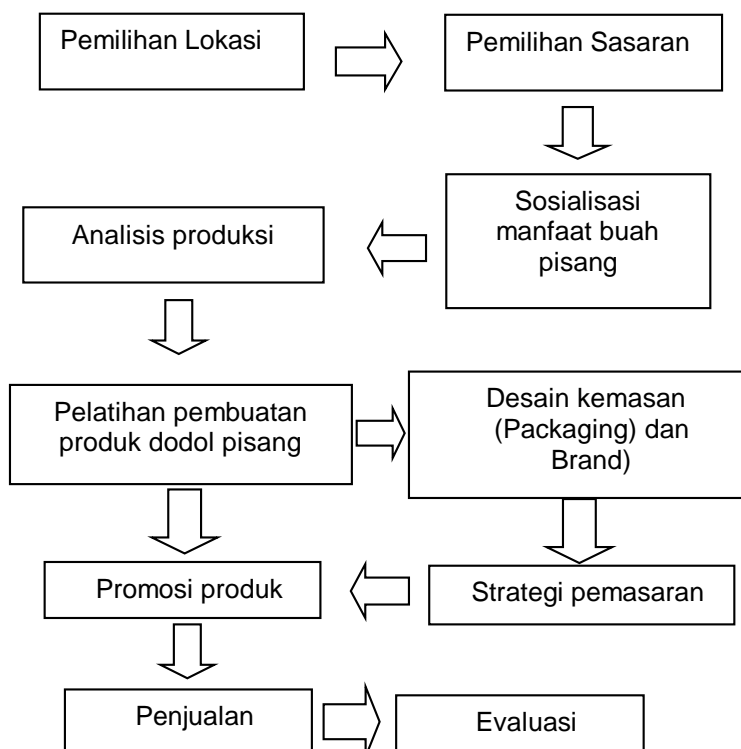 Pemilihan Lokasi
Pemilihan Sasaran
Sosialisasi
manfaat buah
pisang
Analisis produksi
Pelatihan pembuatan
produk dodol pisang
Desain kemasan
(Packaging) dan
Brand)
Promosi produk
Strategi pemasaran
Penjualan
Evaluasi